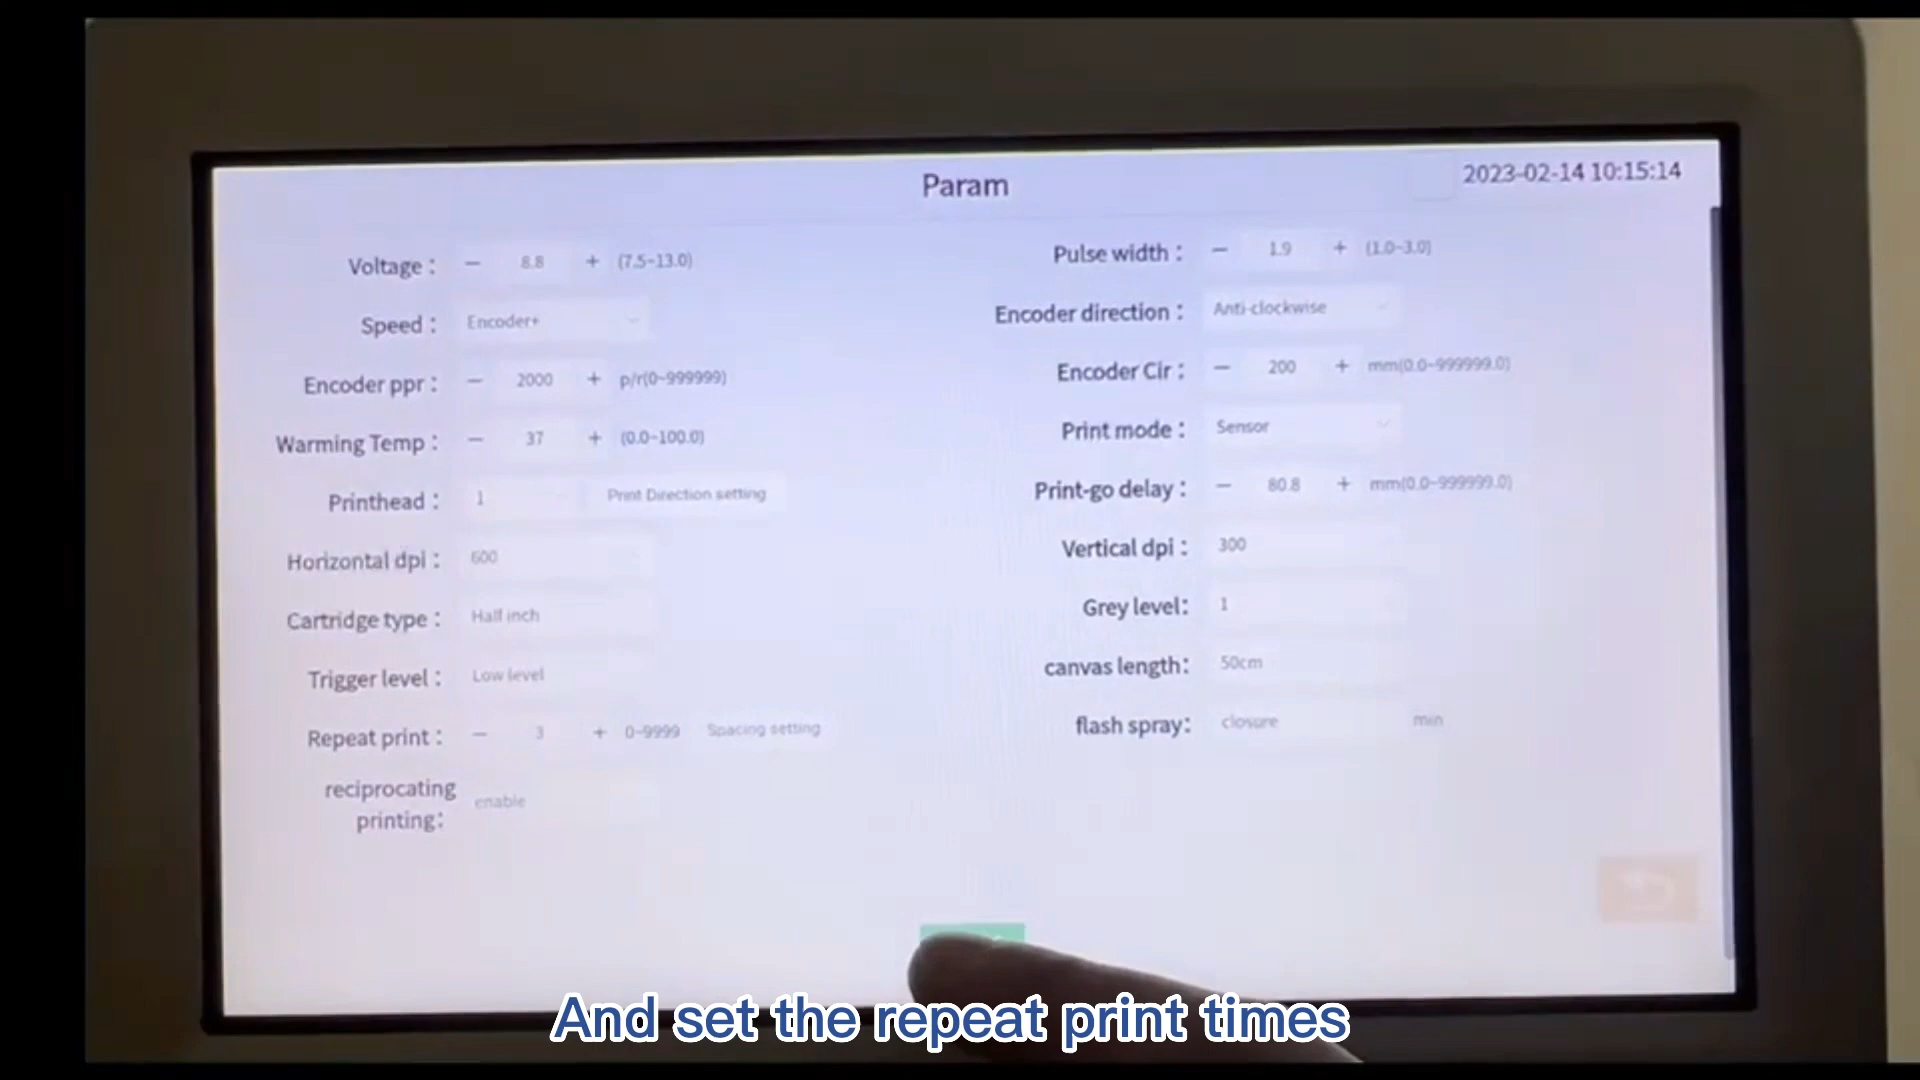 Param
2023-02-14 10:15:14
Voltage : − 8.8 + (7.5~13.0)
Pulse width : − 1.9 + (1.0~3.0)
Speed : Encoder+
Encoder direction : Anti-clockwise
Encoder ppr : − 2000 + p/r(0~999999)
Encoder Cir : − 200 + mm(0.0~999999.0)
Warming Temp : − 37 + (0.0~100.0)
Print mode : Sensor
Printhead : 1 Print Direction setting
Print-go delay : − 80.8 + mm(0.0~999999.0)
Horizontal dpi : 600
Vertical dpi : 300
Cartridge type : Half inch
Grey level: 1
Trigger level : Low level
canvas length: 50cm
Repeat print : − 3 + 0~9999 Spacing setting
flash spray: closure min
reciprocating
printing: enable
And set the repeat print times